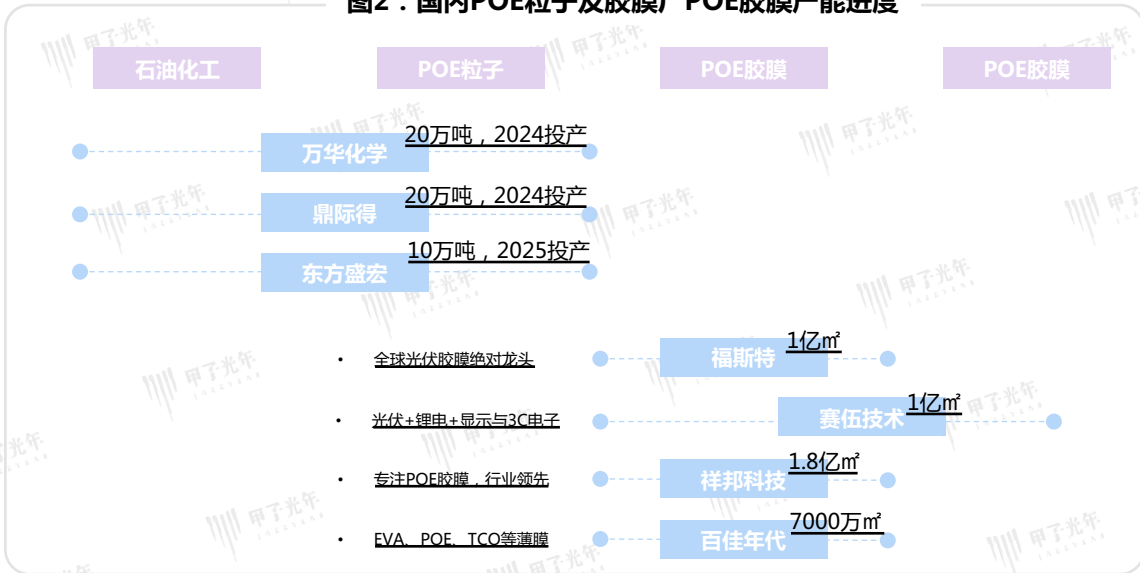 图2：国内POE粒子及胶膜厂POE胶膜产能进度
石油化工 POE粒子 POE胶膜 POE胶膜
万华化学 20万吨，2024投产
鼎际得 20万吨，2024投产
东方盛宏 10万吨，2025投产
• 全球光伏胶膜绝对龙头 福斯特 1亿㎡
• 光伏+锂电+显示与3C电子 赛伍技术 1亿㎡
• 专注POE胶膜，行业领先 祥邦科技 1.8亿㎡
• EVA、POE、TCO等薄膜 百佳年代 7000万㎡
甲子光年